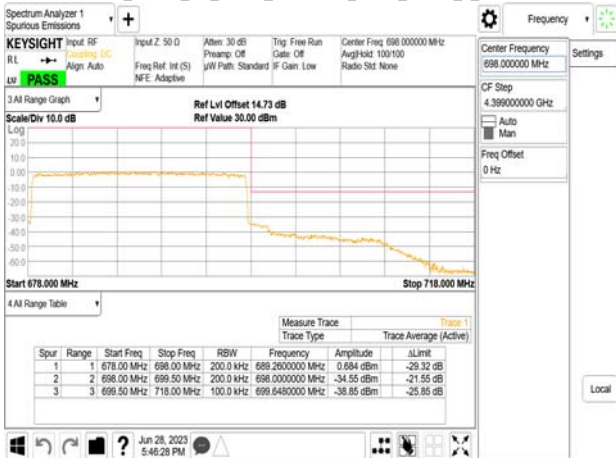 Spectrum Analyzer 1
Spurious Emissions
Frequency
KEYSIGHT
RL
LV PASS
Input: RF
Coupling: DC
Align: Auto
Input Z: 50 Ω
Freq Ref: Int (S)
NFE: Adaptive
Atten: 30 dB
Preamp: Off
µW Path: Standard
Trig: Free Run
Gate: Off
IF Gain: Low
Center Freq: 698.000000 MHz
Avg|Hold: 100/100
Radio Std: None
Center Frequency
698.000000 MHz
Settings
CF Step
4.399000000 GHz
Auto
Man
Freq Offset
0 Hz
Local
3 All Range Graph
Scale/Div 10.0 dB
Ref Lvl Offset 14.73 dB
Ref Value 30.00 dBm
Log
20.0
10.0
0.00
-10.0
-20.0
-30.0
-40.0
-50.0
-60.0
Start 678.000 MHz
Stop 718.000 MHz
4 All Range Table
Measure Trace Trace 1
Trace Type Trace Average (Active)
Spur Range Start Freq Stop Freq RBW Frequency Amplitude ΔLimit
1 1 678.00 MHz 698.00 MHz 200.0 kHz 689.2600000 MHz 0.684 dBm -29.32 dB
2 2 698.00 MHz 699.50 MHz 200.0 kHz 698.0000000 MHz -34.55 dBm -21.55 dB
3 3 699.50 MHz 718.00 MHz 100.0 kHz 699.6480000 MHz -38.85 dBm -25.85 dB
Jun 28, 2023
5:46:28 PM